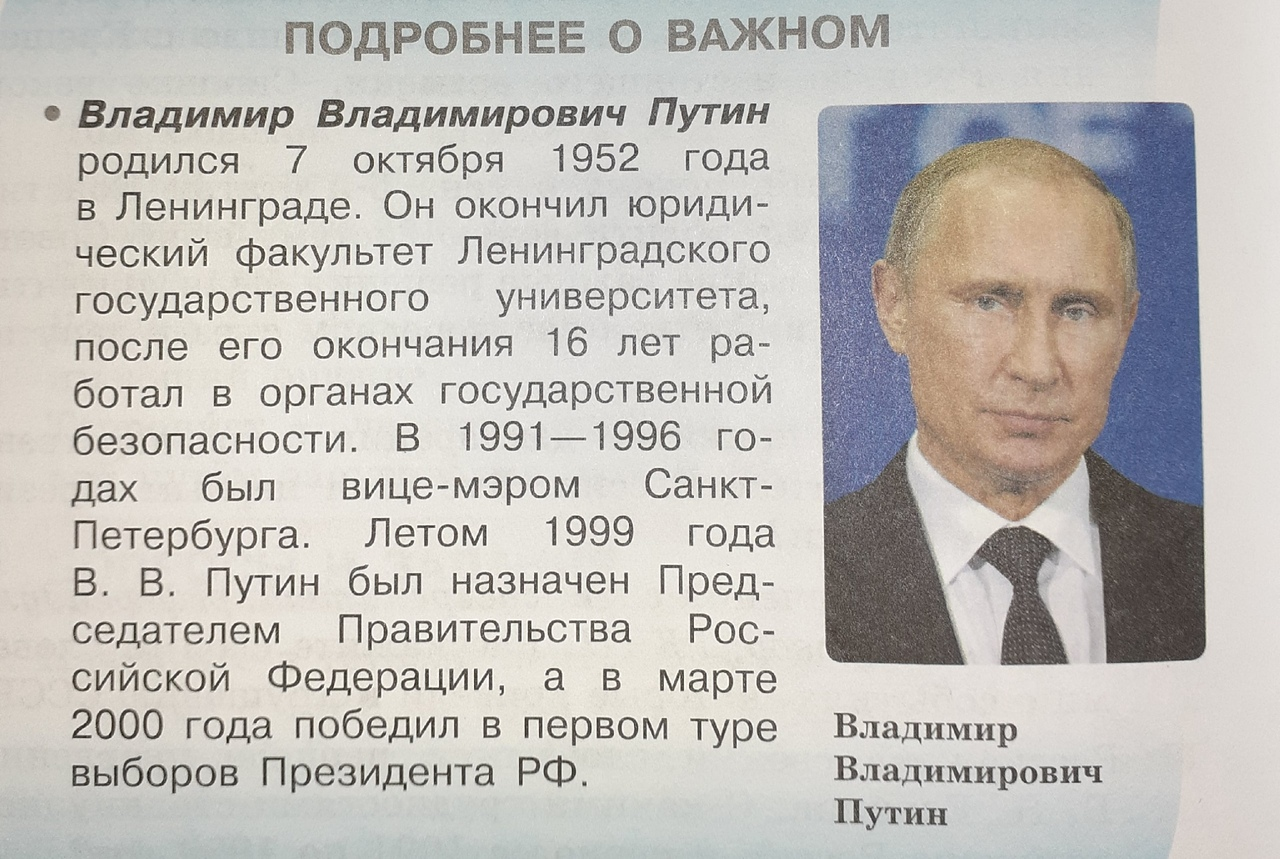 ПОДРОБНЕЕ О ВАЖНОМ
• Владимир Владимирович Путин
родился 7 октября 1952 года
в Ленинграде. Он окончил юриди-
ческий факультет Ленинградского
государственного университета,
после его окончания 16 лет ра-
ботал в органах государственной
безопасности. В 1991—1996 го-
дах был вице-мэром Санкт-
Петербурга. Летом 1999 года
В. В. Путин был назначен Пред-
седателем Правительства Рос-
сийской Федерации, а в марте
2000 года победил в первом туре
выборов Президента РФ.
Владимир
Владимирович
Путин